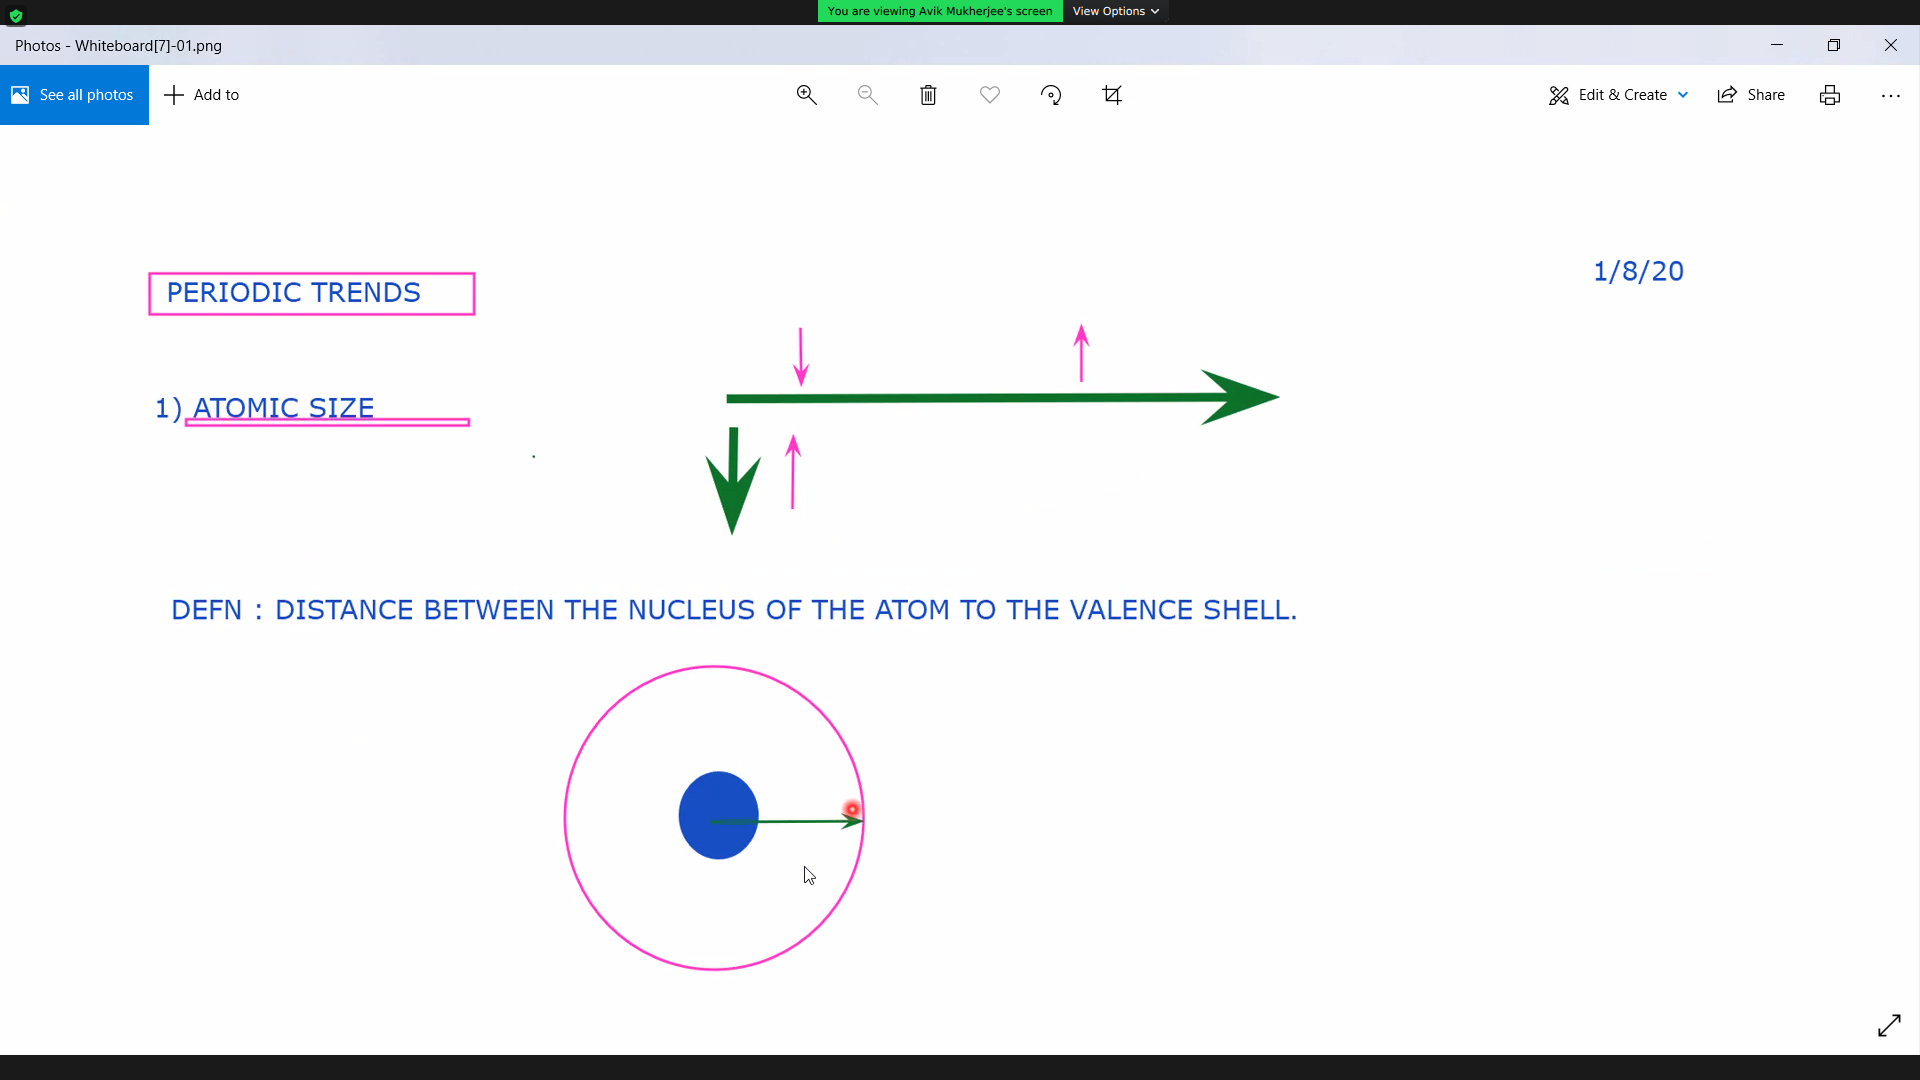 You are viewing Avik Mukherjee's screen View Options
Photos - Whiteboard[7]-01.png
See all photos Add to Edit & Create Share
1/8/20
PERIODIC TRENDS
1) ATOMIC SIZE
DEFN : DISTANCE BETWEEN THE NUCLEUS OF THE ATOM TO THE VALENCE SHELL.